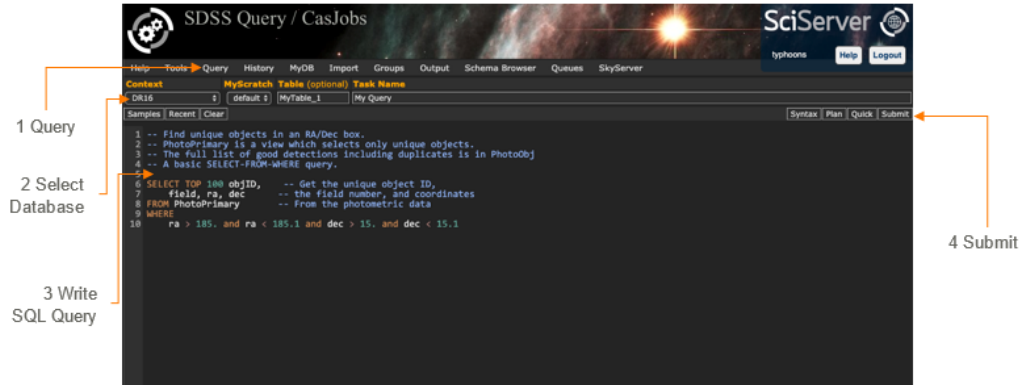 SDSS Query / CasJobs
SciServer
typhoons Help Logout
Help Tools Query History MyDB Import Groups Output Schema Browser Queues SkyServer
Context MyScratch Table (optional) Task Name
DR16 default MyTable_1 My Query
Samples Recent Clear Syntax Plan Quick Submit
1 -- Find unique objects in an RA/Dec box.
2 -- PhotoPrimary is a view which selects only unique objects.
3 -- The full list of good detections including duplicates is in PhotoObj
4 -- A basic SELECT-FROM-WHERE query.
5
6 SELECT TOP 100 objID, -- Get the unique object ID,
7 field, ra, dec -- the field number, and coordinates
8 FROM PhotoPrimary -- From the photometric data
9 WHERE
10 ra > 185. and ra < 185.1 and dec > 15. and dec < 15.1
1 Query
2 Select
Database
3 Write
SQL Query
4 Submit